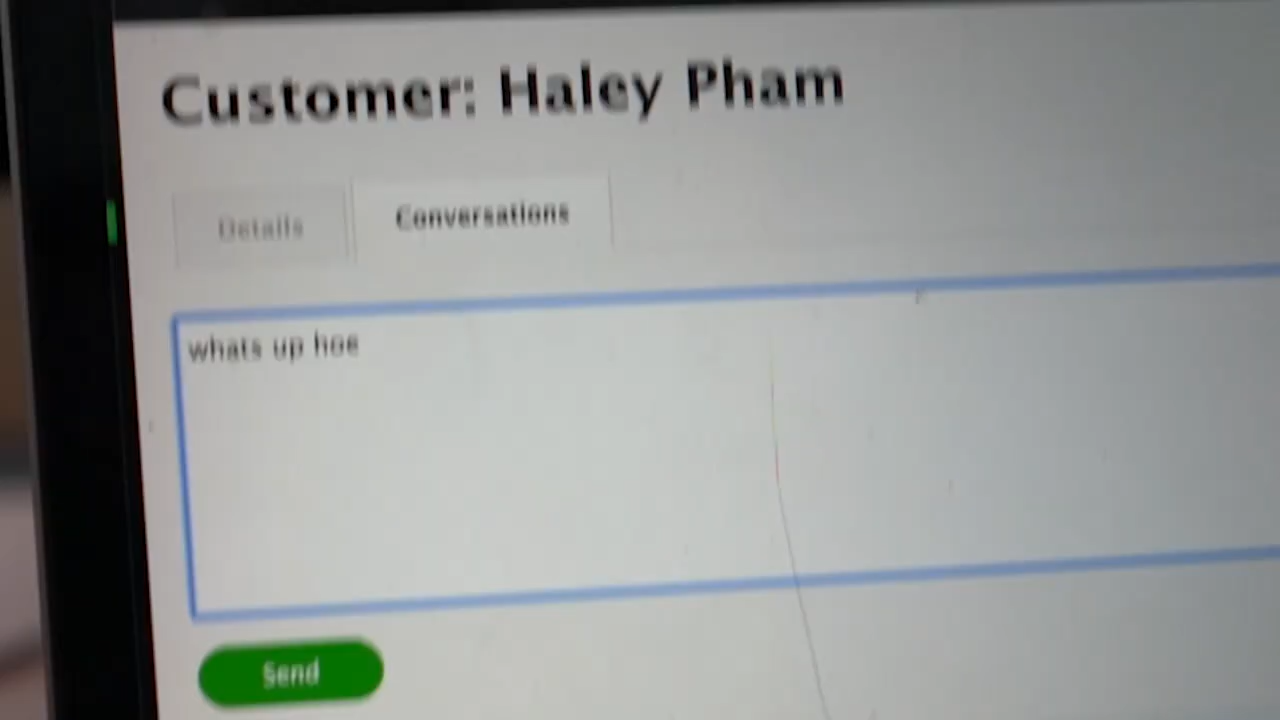 Customer: Haley Pham
Details
Conversations
whats up hoe
Send